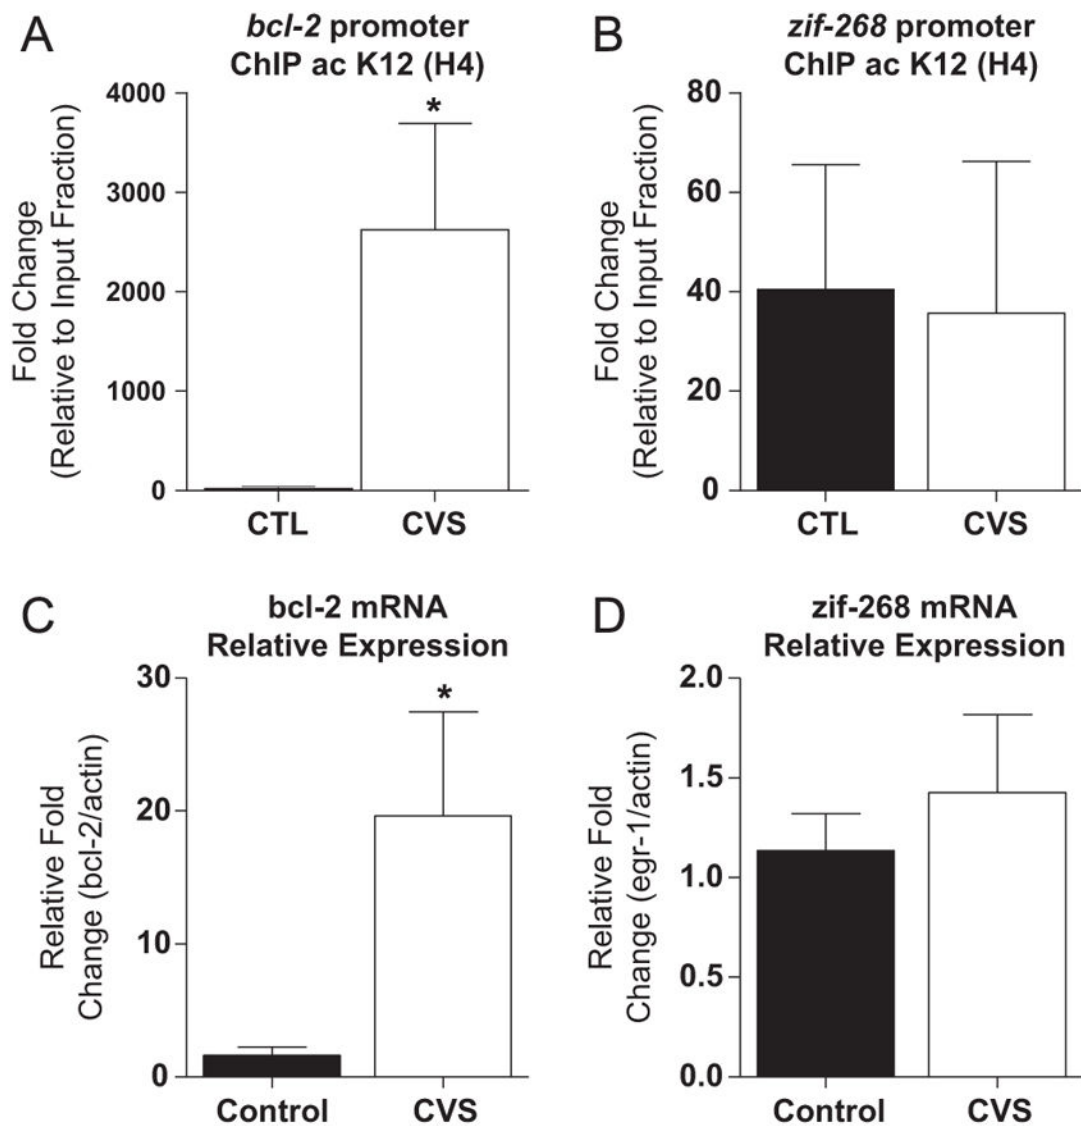 A
bcl-2 promoter
ChIP ac K12 (H4)
Fold Change
(Relative to Input Fraction)
4000
3000
2000
1000
0
*
CTL
CVS
B
zif-268 promoter
ChIP ac K12 (H4)
Fold Change
(Relative to Input Fraction)
80
60
40
20
0
CTL
CVS
C
bcl-2 mRNA
Relative Expression
Relative Fold
Change (bcl-2/actin)
30
20
10
0
*
Control
CVS
D
zif-268 mRNA
Relative Expression
Relative Fold
Change (egr-1/actin)
2.0
1.5
1.0
0.5
0.0
Control
CVS